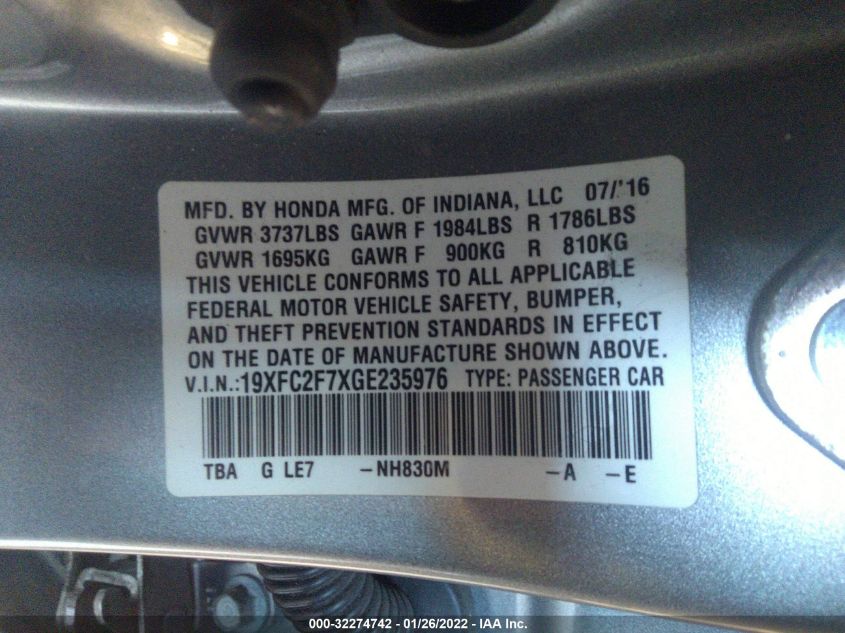 MFD. BY HONDA MFG. OF INDIANA, LLC 07/'16
GVWR 3737LBS GAWR F 1984LBS R 1786LBS
GVWR 1695KG GAWR F 900KG R 810KG
THIS VEHICLE CONFORMS TO ALL APPLICABLE
FEDERAL MOTOR VEHICLE SAFETY, BUMPER,
AND THEFT PREVENTION STANDARDS IN EFFECT
ON THE DATE OF MANUFACTURE SHOWN ABOVE.
V.I.N.:19XFC2F7XGE235976 TYPE: PASSENGER CAR
TBA G LE7 -NH830M -A -E
000-32274742 - 01/26/2022 - IAA Inc.